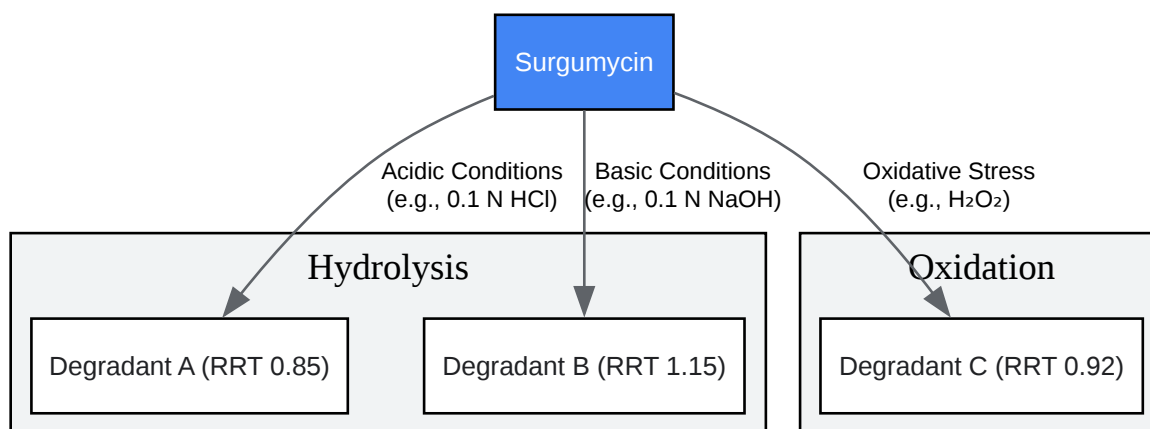 Surgumycin
Acidic Conditions
(e.g., 0.1 N HCl)
Basic Conditions
(e.g., 0.1 N NaOH)
Oxidative Stress
(e.g., H₂O₂)
Hydrolysis
Oxidation
Degradant A (RRT 0.85)
Degradant B (RRT 1.15)
Degradant C (RRT 0.92)